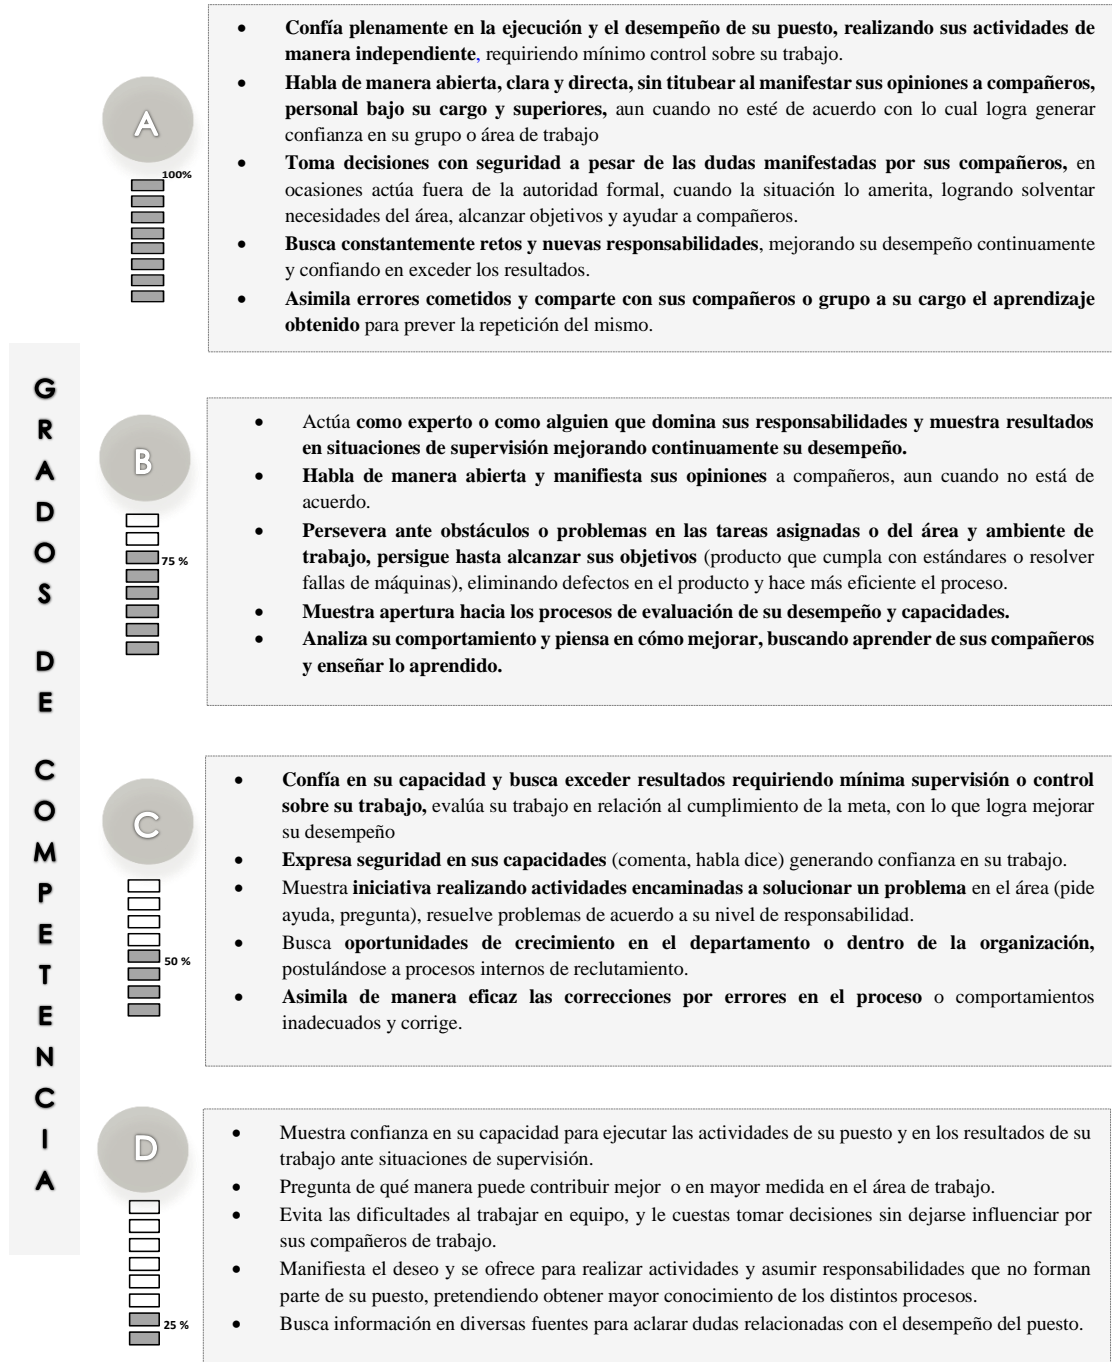 • Confía plenamente en la ejecución y el desempeño de su puesto, realizando sus actividades de
manera independiente, requiriendo mínimo control sobre su trabajo.
• Habla de manera abierta, clara y directa, sin titubear al manifestar sus opiniones a compañeros,
personal bajo su cargo y superiores, aun cuando no esté de acuerdo con lo cual logra generar
confianza en su grupo o área de trabajo
• Toma decisiones con seguridad a pesar de las dudas manifestadas por sus compañeros, en
ocasiones actúa fuera de la autoridad formal, cuando la situación lo amerita, logrando solventar
necesidades del área, alcanzar objetivos y ayudar a compañeros.
• Busca constantemente retos y nuevas responsabilidades, mejorando su desempeño continuamente
y confiando en exceder los resultados.
• Asimila errores cometidos y comparte con sus compañeros o grupo a su cargo el aprendizaje
obtenido para prever la repetición del mismo.
A
100%
GRADOS DE COMPETENCIA
• Actúa como experto o como alguien que domina sus responsabilidades y muestra resultados
en situaciones de supervisión mejorando continuamente su desempeño.
• Habla de manera abierta y manifiesta sus opiniones a compañeros, aun cuando no está de
acuerdo.
• Persevera ante obstáculos o problemas en las tareas asignadas o del área y ambiente de
trabajo, persigue hasta alcanzar sus objetivos (producto que cumpla con estándares o resolver
fallas de máquinas), eliminando defectos en el producto y hace más eficiente el proceso.
• Muestra apertura hacia los procesos de evaluación de su desempeño y capacidades.
• Analiza su comportamiento y piensa en cómo mejorar, buscando aprender de sus compañeros
y enseñar lo aprendido.
B
75 %
• Confía en su capacidad y busca exceder resultados requiriendo mínima supervisión o control
sobre su trabajo, evalúa su trabajo en relación al cumplimiento de la meta, con lo que logra mejorar
su desempeño
• Expresa seguridad en sus capacidades (comenta, habla dice) generando confianza en su trabajo.
• Muestra iniciativa realizando actividades encaminadas a solucionar un problema en el área (pide
ayuda, pregunta), resuelve problemas de acuerdo a su nivel de responsabilidad.
• Busca oportunidades de crecimiento en el departamento o dentro de la organización,
postulándose a procesos internos de reclutamiento.
• Asimila de manera eficaz las correcciones por errores en el proceso o comportamientos
inadecuados y corrige.
C
50 %
• Muestra confianza en su capacidad para ejecutar las actividades de su puesto y en los resultados de su
trabajo ante situaciones de supervisión.
• Pregunta de qué manera puede contribuir mejor o en mayor medida en el área de trabajo.
• Evita las dificultades al trabajar en equipo, y le cuestas tomar decisiones sin dejarse influenciar por
sus compañeros de trabajo.
• Manifiesta el deseo y se ofrece para realizar actividades y asumir responsabilidades que no forman
parte de su puesto, pretendiendo obtener mayor conocimiento de los distintos procesos.
• Busca información en diversas fuentes para aclarar dudas relacionadas con el desempeño del puesto.
D
25 %